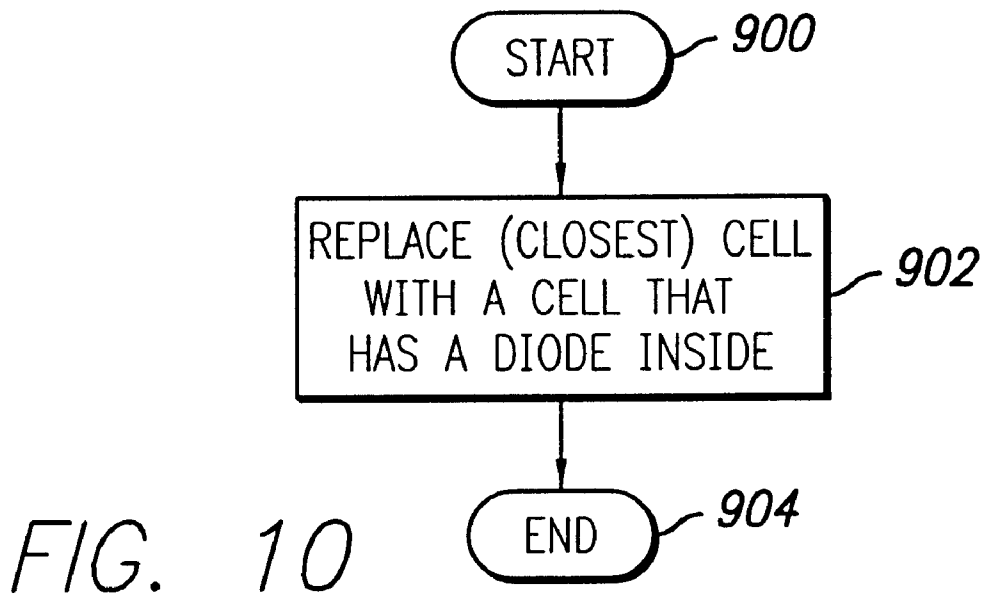 START
900
REPLACE (CLOSEST) CELL
WITH A CELL THAT
HAS A DIODE INSIDE
902
END
904
FIG. 10